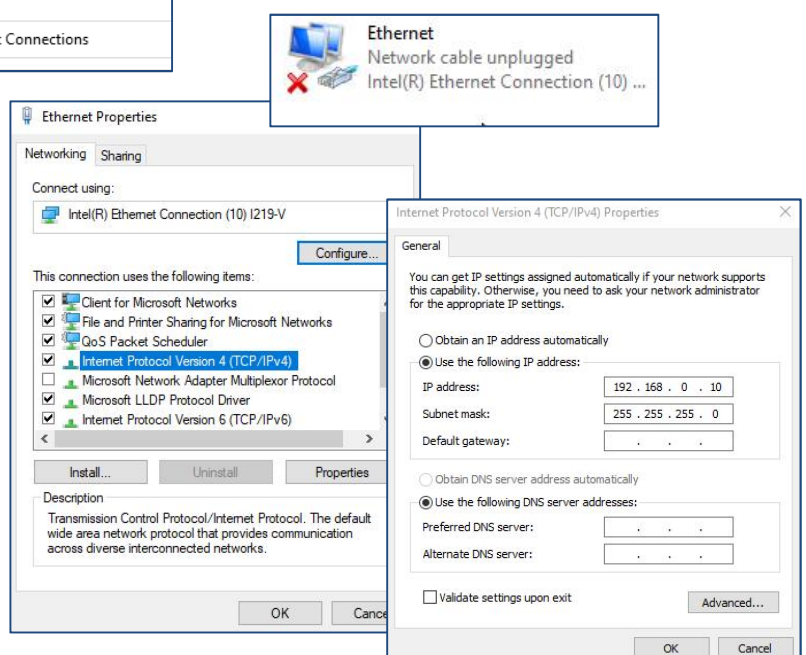 Connections
Ethernet
Network cable unplugged
Intel(R) Ethernet Connection (10) ...
Ethernet Properties
Networking
Sharing
Connect using:
Intel(R) Ethernet Connection (10) I219-V
Configure...
This connection uses the following items:
Client for Microsoft Networks
File and Printer Sharing for Microsoft Networks
QoS Packet Scheduler
Internet Protocol Version 4 (TCP/IPv4)
Microsoft Network Adapter Multiplexor Protocol
Microsoft LLDP Protocol Driver
Internet Protocol Version 6 (TCP/IPv6)
Install...
Uninstall
Properties
Description
Transmission Control Protocol/Internet Protocol. The default
wide area network protocol that provides communication
across diverse interconnected networks.
OK
Cance
Internet Protocol Version 4 (TCP/IPv4) Properties
General
You can get IP settings assigned automatically if your network supports
this capability. Otherwise, you need to ask your network administrator
for the appropriate IP settings.
Obtain an IP address automatically
Use the following IP address:
IP address:
192 . 168 . 0 . 10
Subnet mask:
255 . 255 . 255 . 0
Default gateway:
. . .
Obtain DNS server address automatically
Use the following DNS server addresses:
Preferred DNS server:
. . .
Alternate DNS server:
. . .
Validate settings upon exit
Advanced...
OK
Cancel